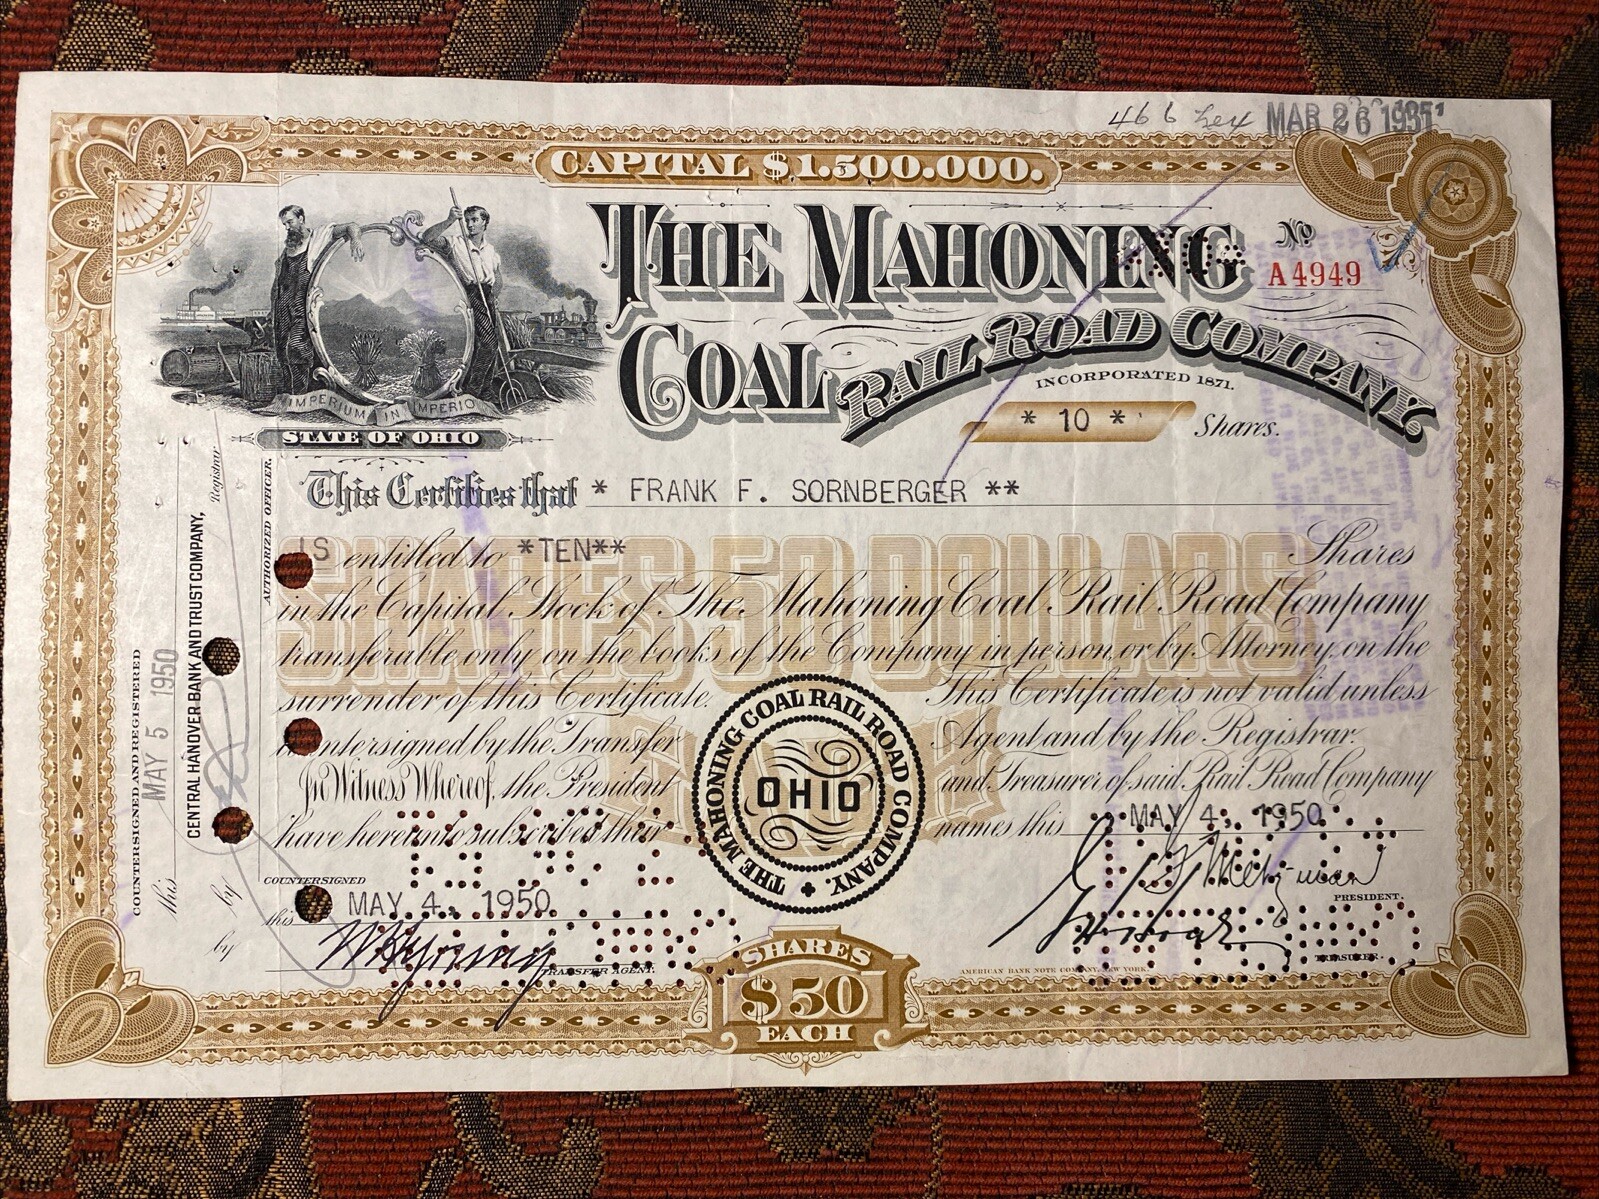 MAR 26 1951
CAPITAL $1.500.000.
THE MAHONING
COAL RAIL ROAD COMPANY
No
A4949
INCORPORATED 1871.
* 10 * Shares.
IMPERIUM IN IMPERIO
STATE OF OHIO
This Certifies that * FRANK F. SORNBERGER **
IS entitled to *TEN** Shares
SHARES 50 DOLLARS
EACH
in the Capital Stock of The Mahoning Coal Rail Road Company
transferable only on the books of the Company in person, or by Attorney, on the
surrender of this Certificate. This Certificate is not valid unless
countersigned by the Transfer Agent and by the Registrar.
In Witness Whereof, the President and Treasurer of said Rail Road Company
have hereunto subscribed their names this MAY 4, 1950
THE MAHONING COAL RAIL ROAD COMPANY.
OHIO
COUNTERSIGNED
this MAY 4, 1950
TRANSFER AGENT.
PRESIDENT.
TREASURER.
AMERICAN BANK NOTE COMPANY, NEW YORK.
SHARES
$50
EACH
COUNTERSIGNED AND REGISTERED
this MAY 5 1950
CENTRAL HANOVER BANK AND TRUST COMPANY,
Registrar
by
by
AUTHORIZED OFFICER.